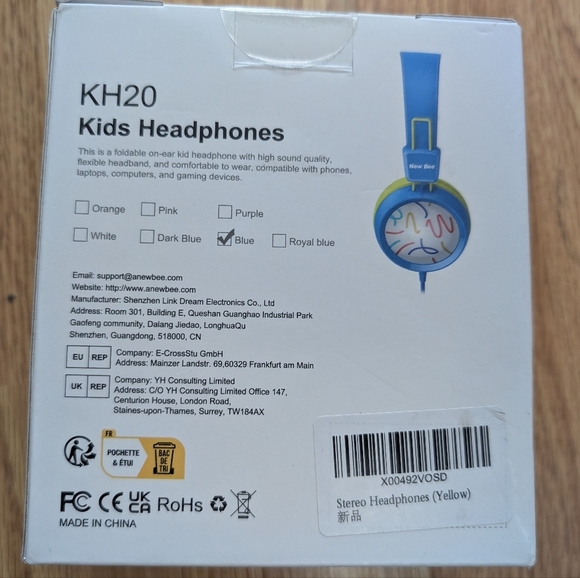 KH20
Kids Headphones
This is a foldable on-ear kid headphone with high sound quality,
flexible headband, and comfortable to wear, compatible with phones,
laptops, computers, and gaming devices.
New Bee
Orange Pink Purple
White Dark Blue Blue Royal blue
Email: support@anewbee.com
Website: http://www.anewbee.com
Manufacturer: Shenzhen Link Dream Electronics Co., Ltd
Address: Room 301, Building E, Queshan Guanghao Industrial Park
Gaofeng community, Dalang Jiedao, LonghuaQu
Shenzhen, Guangdong, 518000, CN
EU REP
Company: E-CrossStu GmbH
Address: Mainzer Landstr. 69,60329 Frankfurt am Main
UK REP
Company: YH Consulting Limited
Address: C/O YH Consulting Limited Office 147,
Centurion House, London Road,
Staines-upon-Thames, Surrey, TW184AX
FR
POCHETTE
& ÉTUI
BAC
DE
TRI
FC CE UK
CA RoHs
MADE IN CHINA
X00492VOSD
Stereo Headphones (Yellow)
新品